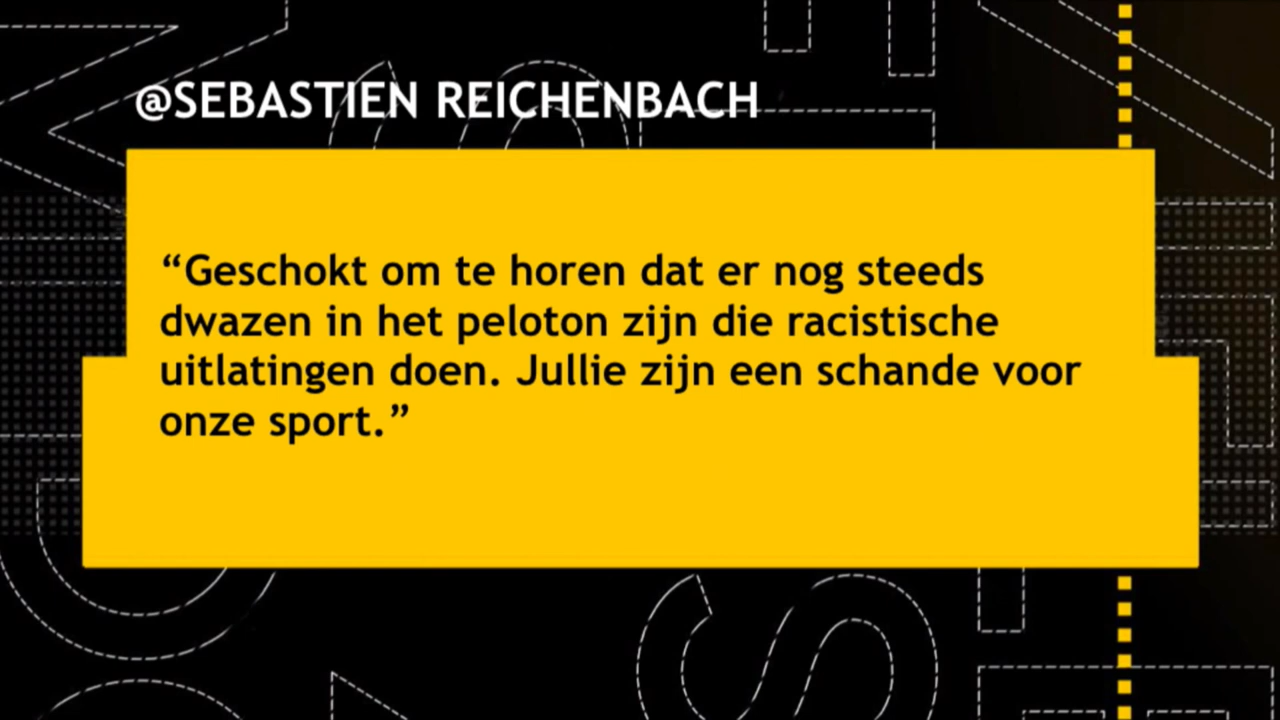 @SEBASTIEN REICHENBACH
“Geschokt om te horen dat er nog steeds
dwazen in het peloton zijn die racistische
uitlatingen doen. Jullie zijn een schande voor
onze sport.”